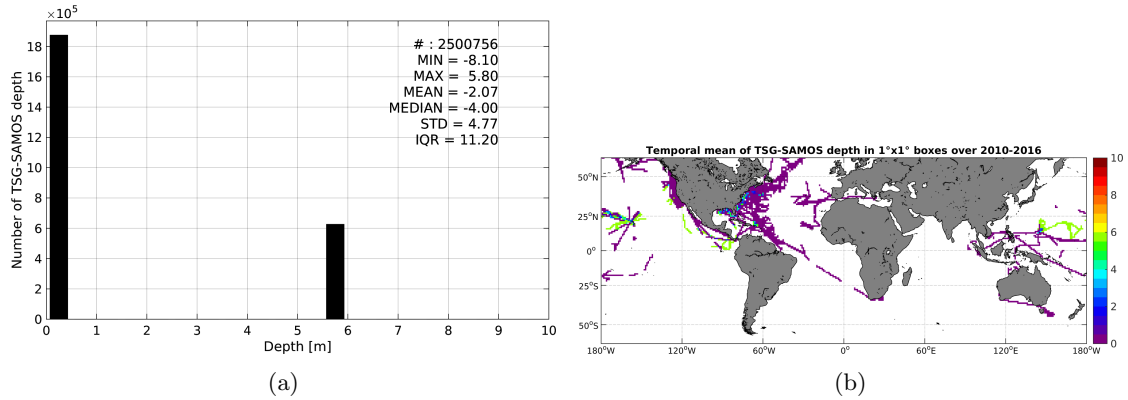 ×10⁵
18
16
14
12
10
8
6
4
2
0
Number of TSG-SAMOS depth
# : 2500756
MIN = -8.10
MAX = 5.80
MEAN = -2.07
MEDIAN = -4.00
STD = 4.77
IQR = 11.20
0 1 2 3 4 5 6 7 8 9 10
Depth [m]
(a)
Temporal mean of TSG-SAMOS depth in 1°x1° boxes over 2010-2016
50°N
25°N
0°
25°S
50°S
180°W 120°W 60°W 0° 60°E 120°E 180°W
10
8
6
4
2
0
(b)